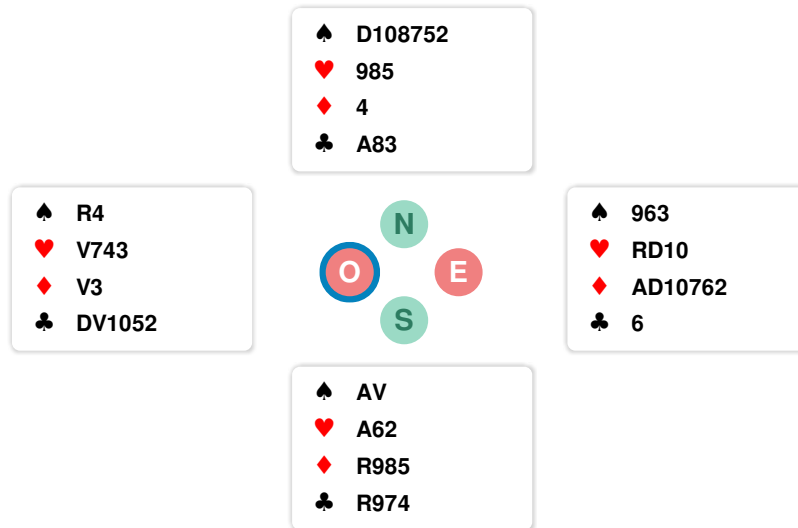 ♠ D108752
♥ 985
♦ 4
♣ A83
♠ R4
♥ V743
♦ V3
♣ DV1052
N
O E
S
♠ 963
♥ RD10
♦ AD10762
♣ 6
♠ AV
♥ A62
♦ R985
♣ R974